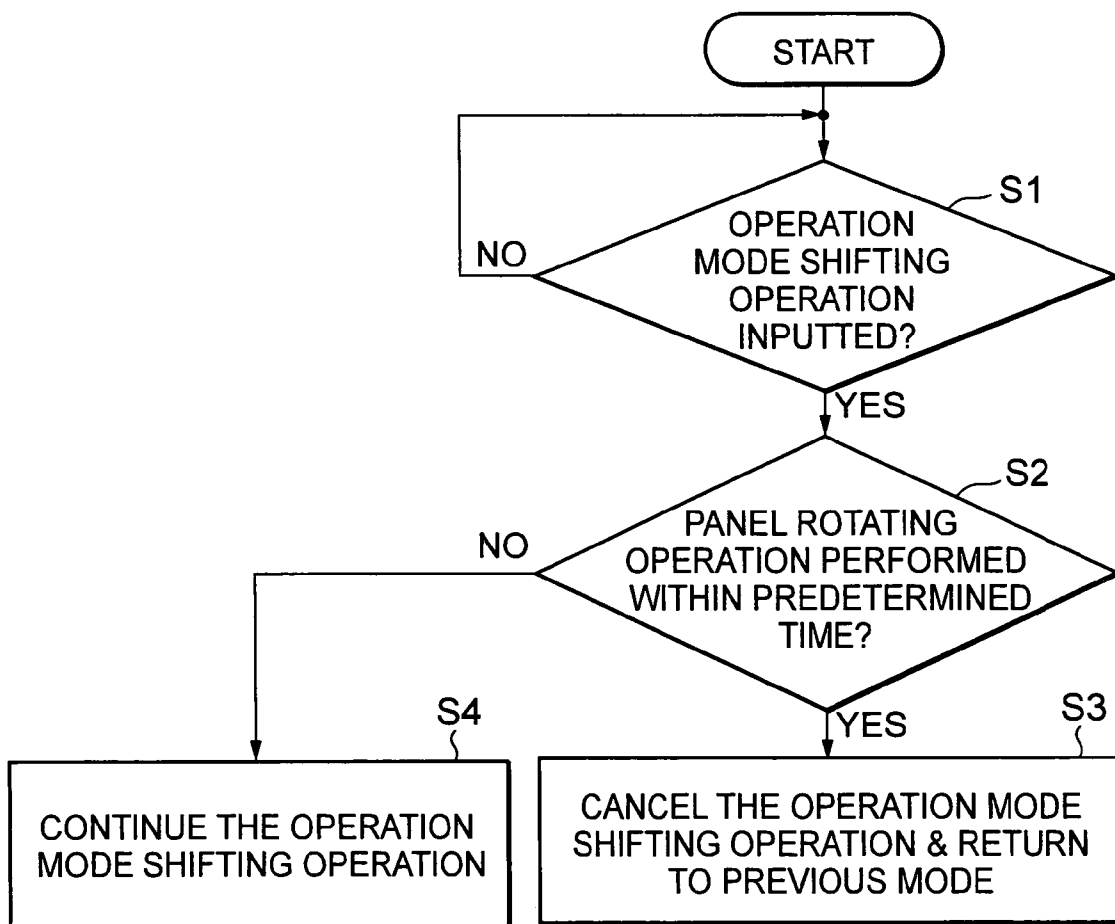 START
S1
OPERATION
MODE SHIFTING
OPERATION
INPUTTED?
NO
YES
S2
PANEL ROTATING
OPERATION PERFORMED
WITHIN PREDETERMINED
TIME?
NO
YES
S4
CONTINUE THE OPERATION
MODE SHIFTING OPERATION
S3
CANCEL THE OPERATION MODE
SHIFTING OPERATION & RETURN
TO PREVIOUS MODE